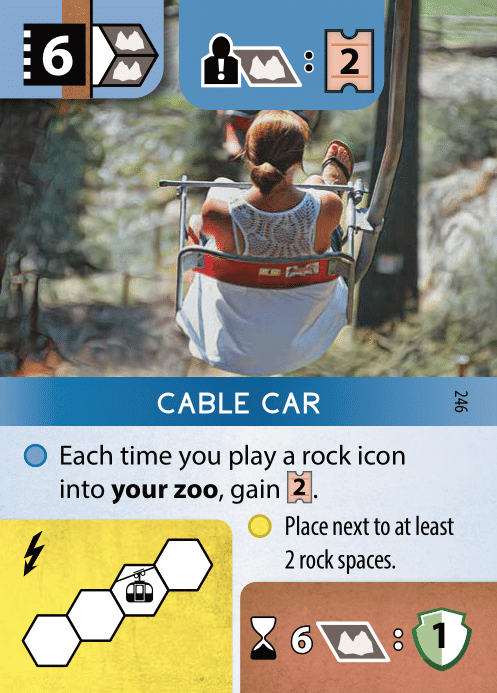 6
! : 2
CABLE CAR
246
Each time you play a rock icon
into your zoo, gain 2.
Place next to at least
2 rock spaces.
6 : 1